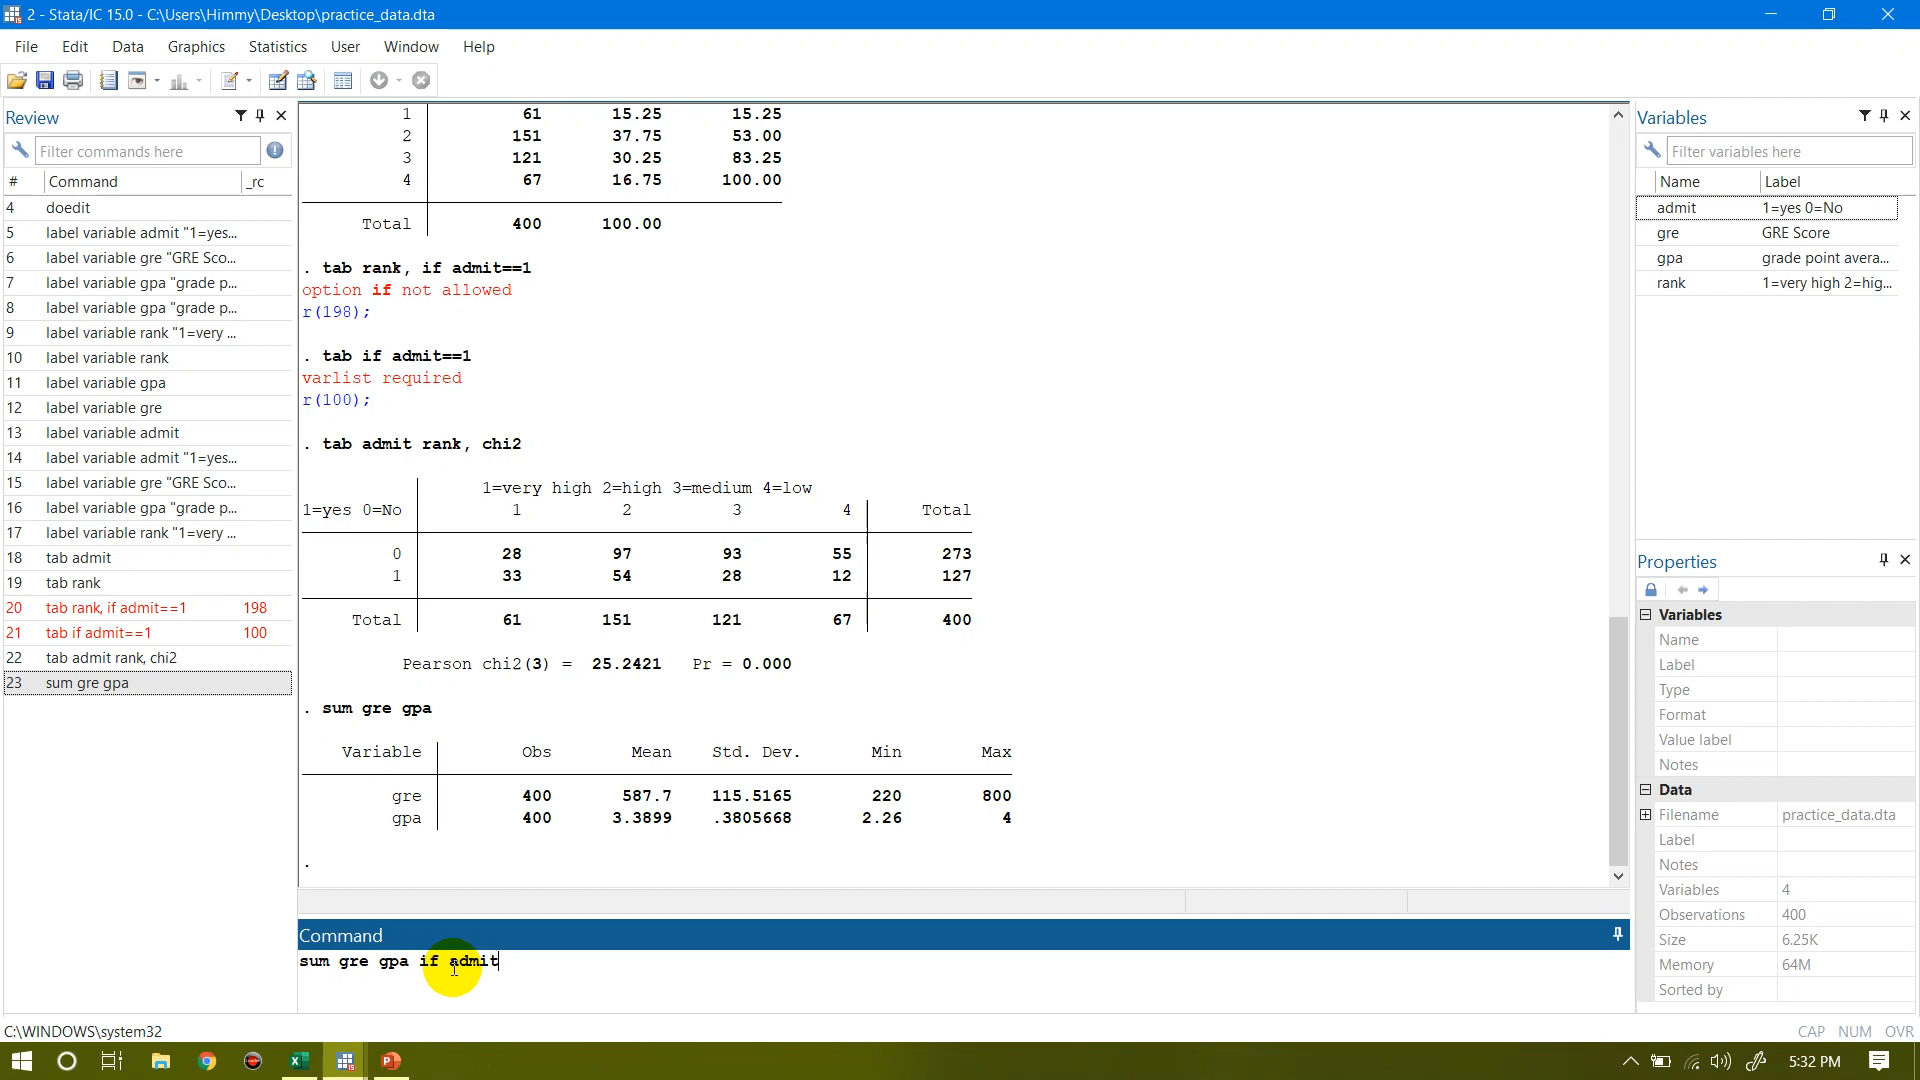 2 - Stata/IC 15.0 - C:\Users\Himmy\Desktop\practice_data.dta
File Edit Data Graphics Statistics User Window Help
Review
Filter commands here
# Command _rc
4 doedit
5 label variable admit "1=yes...
6 label variable gre "GRE Sco...
7 label variable gpa "grade p...
8 label variable gpa "grade p...
9 label variable rank "1=very ...
10 label variable rank
11 label variable gpa
12 label variable gre
13 label variable admit
14 label variable admit "1=yes...
15 label variable gre "GRE Sco...
16 label variable gpa "grade p...
17 label variable rank "1=very ...
18 tab admit
19 tab rank
20 tab rank, if admit==1 198
21 tab if admit==1 100
22 tab admit rank, chi2
23 sum gre gpa
1 61 15.25 15.25
2 151 37.75 53.00
3 121 30.25 83.25
4 67 16.75 100.00
Total 400 100.00
. tab rank, if admit==1
option if not allowed
r(198);
. tab if admit==1
varlist required
r(100);
. tab admit rank, chi2
1=very high 2=high 3=medium 4=low
1=yes 0=No 1 2 3 4 Total
0 28 97 93 55 273
1 33 54 28 12 127
Total 61 151 121 67 400
Pearson chi2(3) = 25.2421 Pr = 0.000
. sum gre gpa
Variable Obs Mean Std. Dev. Min Max
gre 400 587.7 115.5165 220 800
gpa 400 3.3899 .3805668 2.26 4
.
Command
sum gre gpa if admit
Variables
Filter variables here
Name Label
admit 1=yes 0=No
gre GRE Score
gpa grade point avera...
rank 1=very high 2=hig...
Properties
Variables
Name
Label
Type
Format
Value label
Notes
Data
Filename practice_data.dta
Label
Notes
Variables 4
Observations 400
Size 6.25K
Memory 64M
Sorted by
C:\WINDOWS\system32
CAP NUM OVR
5:32 PM